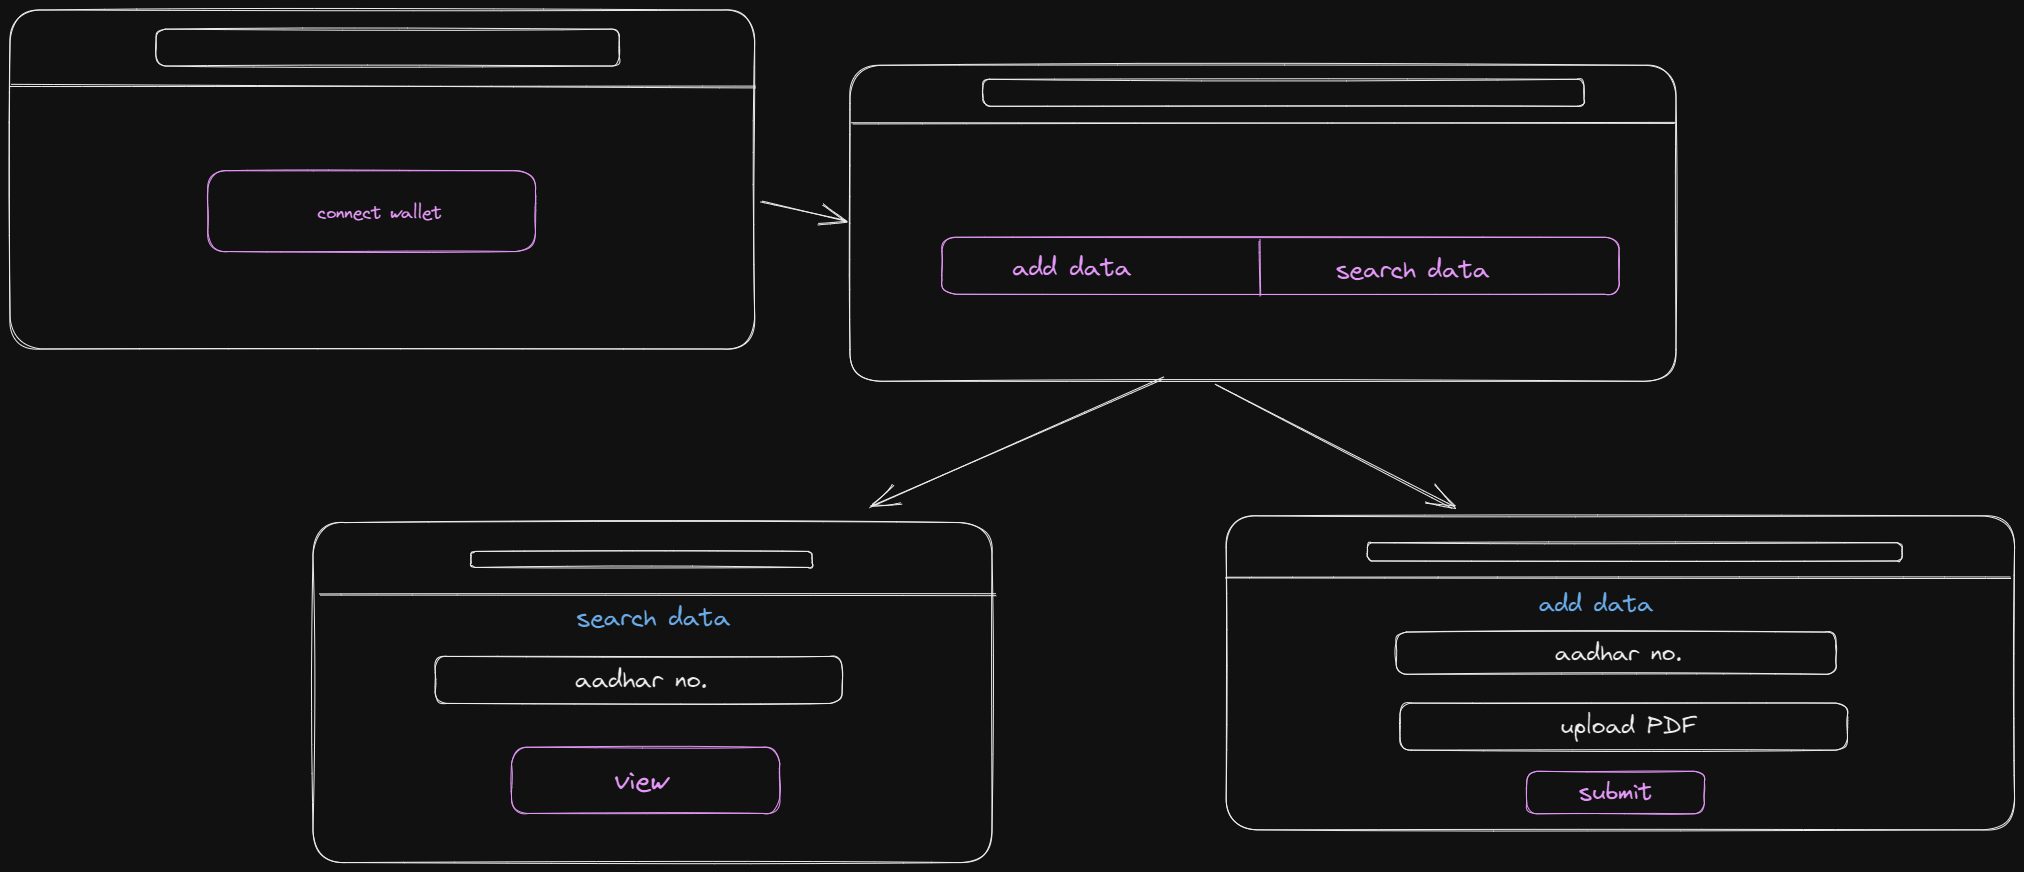 connect wallet
add data
search data
search data
aadhar no.
view
add data
aadhar no.
upload PDF
submit